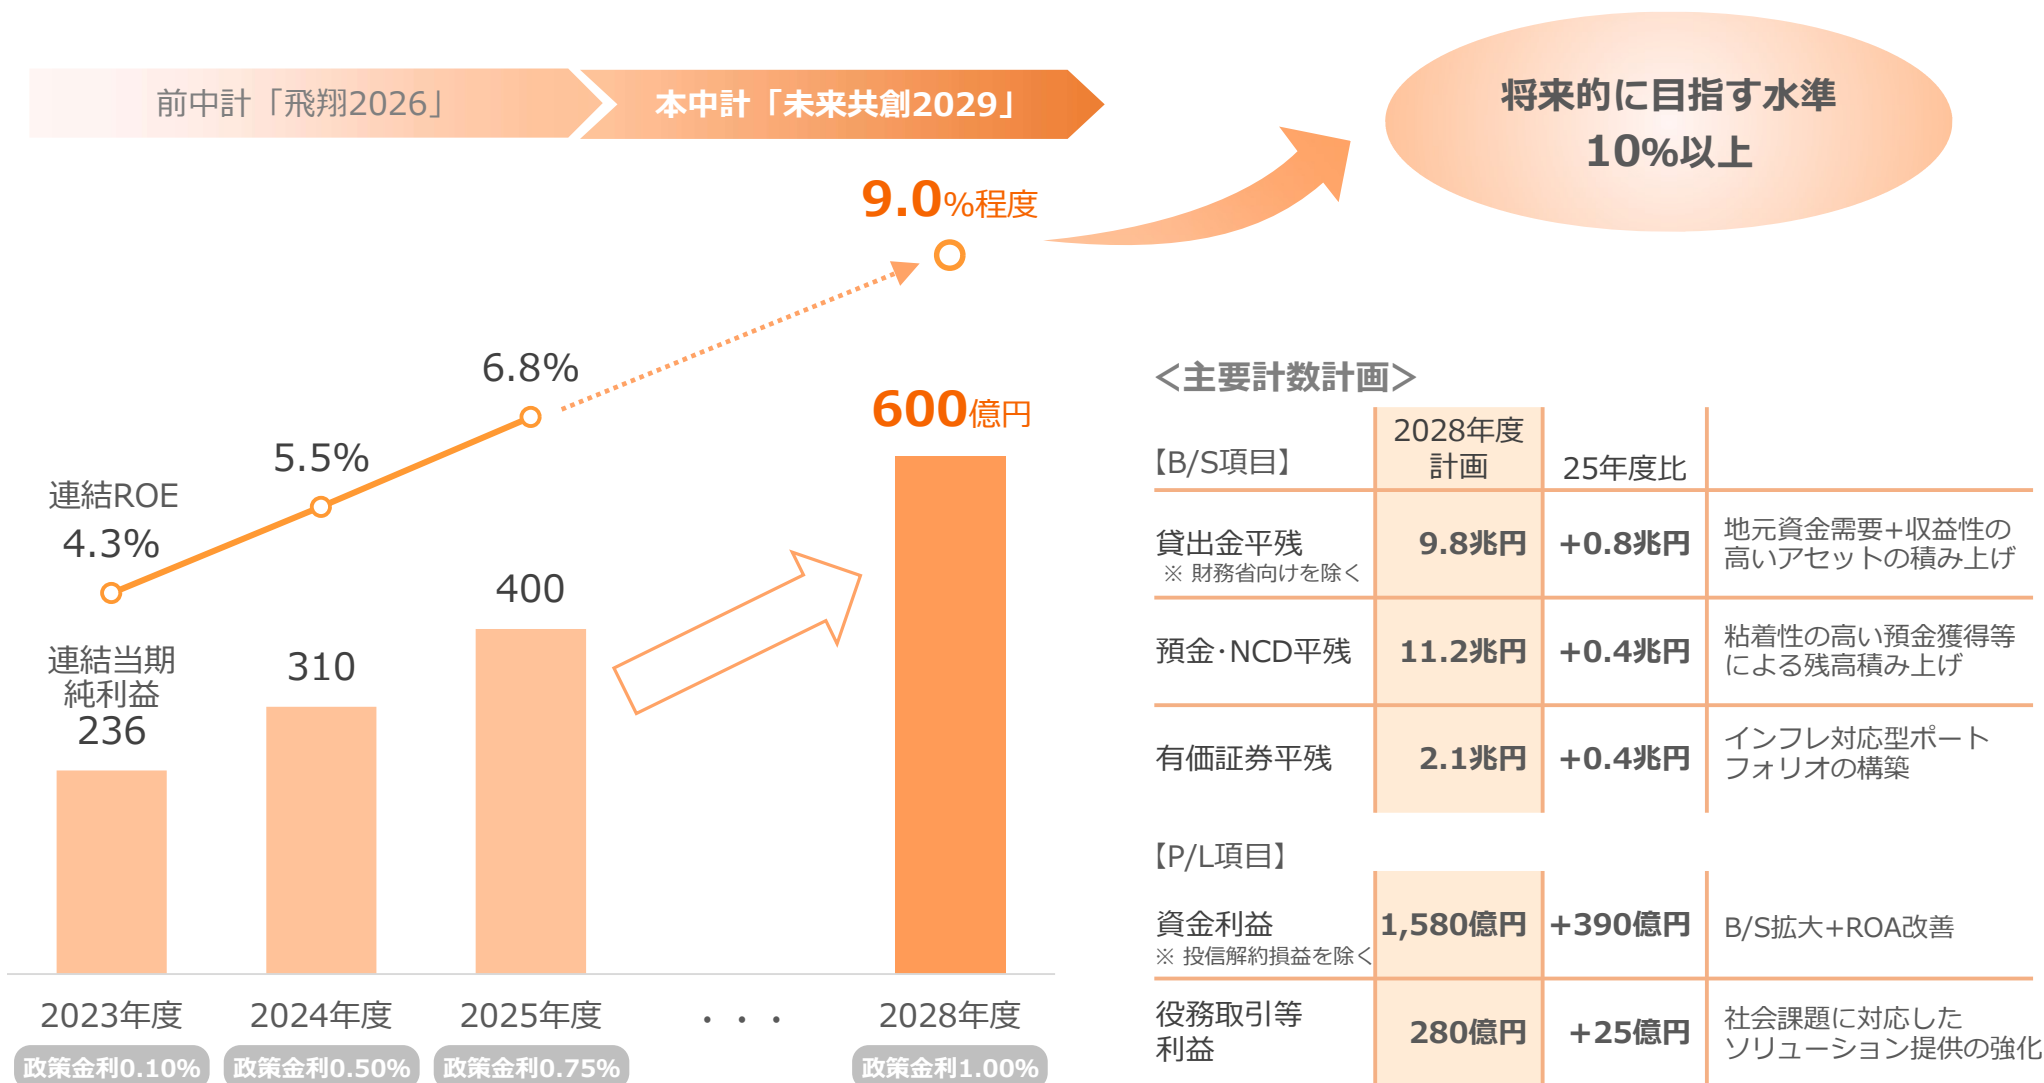 前中計「飛翔2026」
本中計「未来共創2029」
将来的に目指す水準
10%以上
9.0%程度
6.8%
5.5%
連結ROE
4.3%
600億円
400
310
連結当期
純利益
236
2023年度
2024年度
2025年度
・・・
2028年度
政策金利0.10%
政策金利0.50%
政策金利0.75%
政策金利1.00%
＜主要計数計画＞
【B/S項目】
2028年度
計画
25年度比
貸出金平残
※ 財務省向けを除く
9.8兆円
+0.8兆円
地元資金需要+収益性の
高いアセットの積み上げ
預金･NCD平残
11.2兆円
+0.4兆円
粘着性の高い預金獲得等
による残高積み上げ
有価証券平残
2.1兆円
+0.4兆円
インフレ対応型ポート
フォリオの構築
【P/L項目】
資金利益
※ 投信解約損益を除く
1,580億円
+390億円
B/S拡大+ROA改善
役務取引等
利益
280億円
+25億円
社会課題に対応した
ソリューション提供の強化